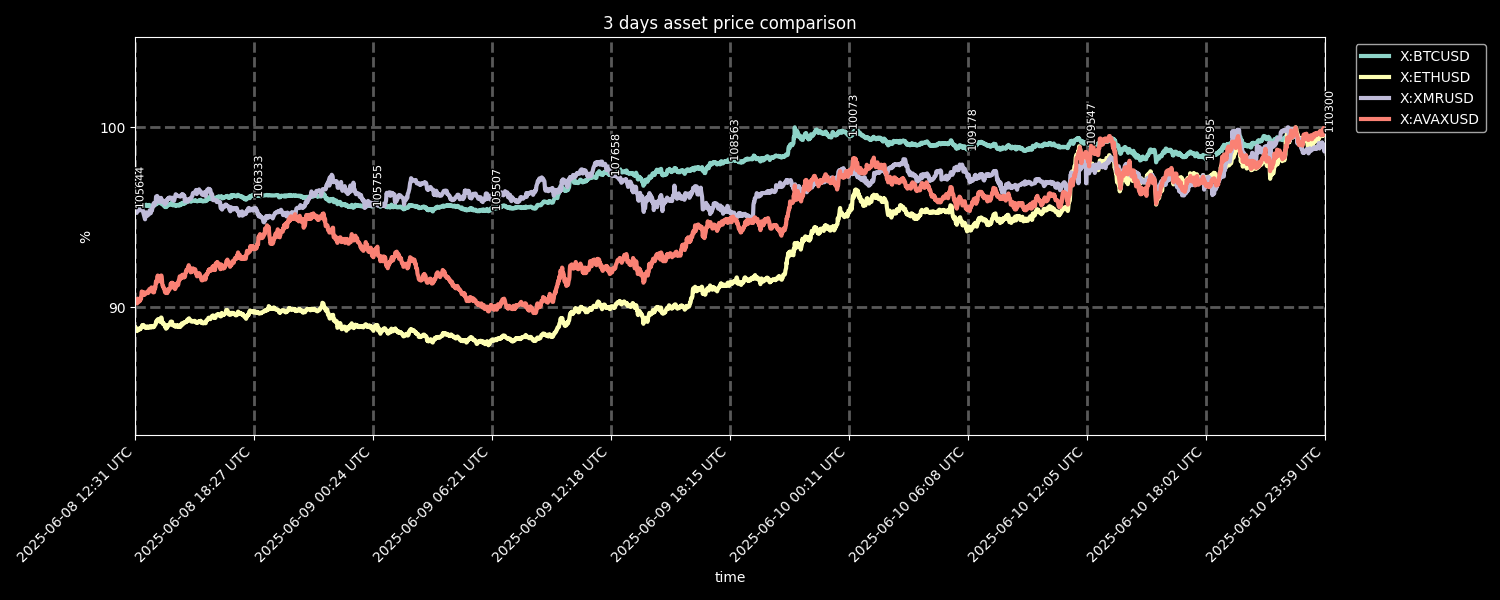 3 days asset price comparison
X:BTCUSD
X:ETHUSD
X:XMRUSD
X:AVAXUSD
100
90
%
105644
106333
105755
105507
107658
108563
110073
109178
109547
108595
110300
2025-06-08 12:31 UTC
2025-06-08 18:27 UTC
2025-06-09 00:24 UTC
2025-06-09 06:21 UTC
2025-06-09 12:18 UTC
2025-06-09 18:15 UTC
2025-06-10 00:11 UTC
2025-06-10 06:08 UTC
2025-06-10 12:05 UTC
2025-06-10 18:02 UTC
2025-06-10 23:59 UTC
time